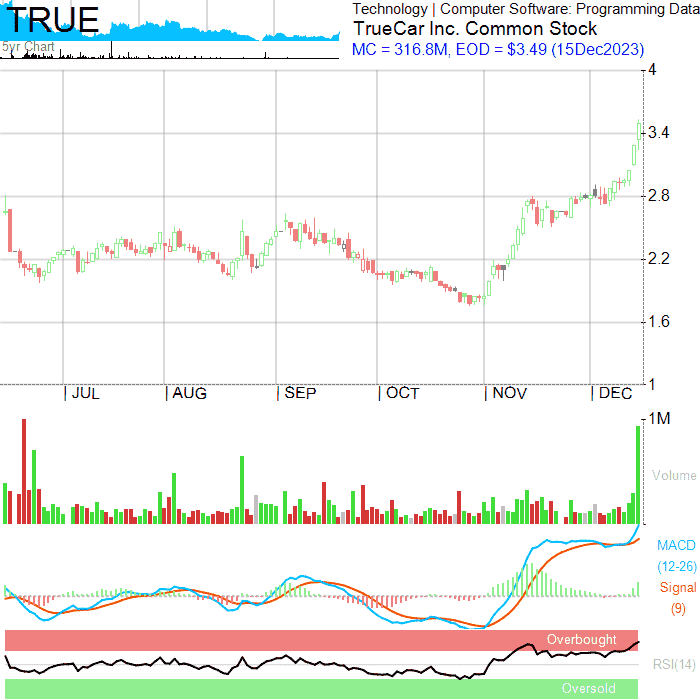 TRUE
5yr Chart
Technology | Computer Software: Programming Data
TrueCar Inc. Common Stock
MC = 316.8M, EOD = $3.49 (15Dec2023)
4
3.4
2.8
2.2
1.6
1
| JUL | AUG | SEP | OCT | NOV | DEC
1M
Volume
MACD
(12-26)
Signal
(9)
Overbought
RSI(14)
Oversold